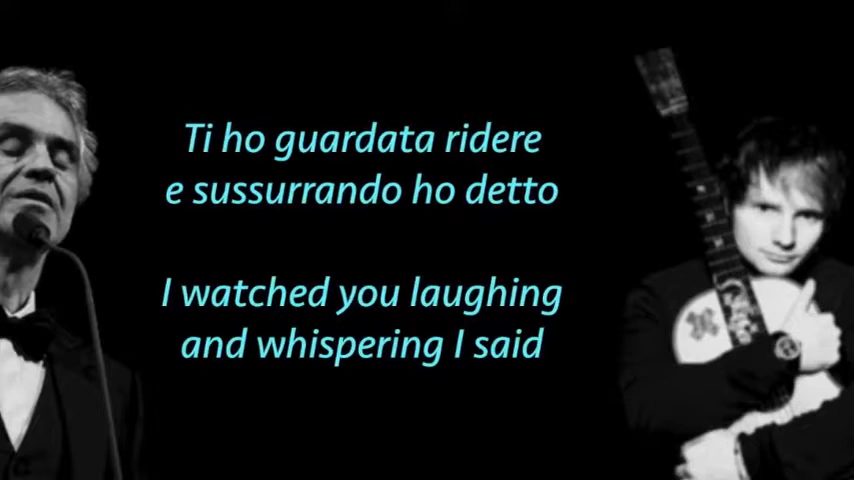 Ti ho guardata ridere
e sussurrando ho detto
I watched you laughing
and whispering I said